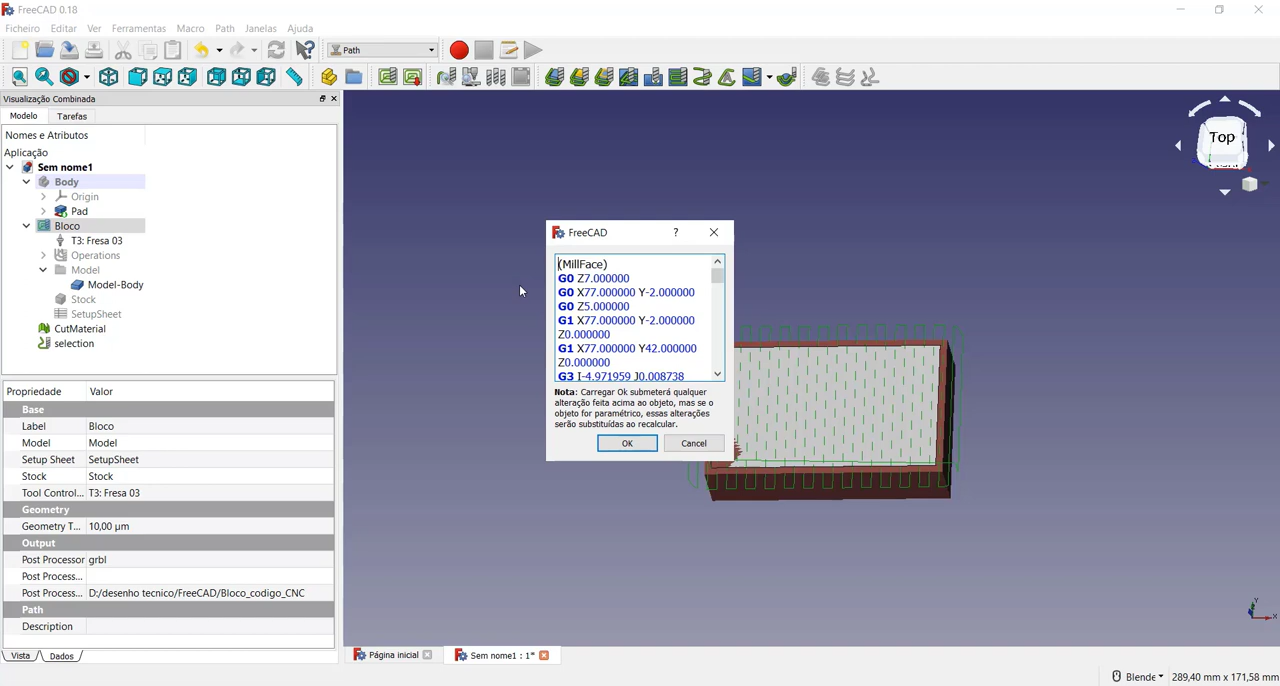 FreeCAD 0.18
Ficheiro Editar Ver Ferramentas Macro Path Janelas Ajuda
Path
Visualização Combinada
Modelo Tarefas
Nomes e Atributos
Aplicação
Sem nome1
Body
Origin
Pad
Bloco
T3: Fresa 03
Operations
Model
Model-Body
Stock
SetupSheet
CutMaterial
selection
Propriedade Valor
Base
Label Bloco
Model Model
Setup Sheet SetupSheet
Stock Stock
Tool Control... T3: Fresa 03
Geometry
Geometry T... 10,00 µm
Output
Post Processor grbl
Post Process...
Post Process... D:/desenho tecnico/FreeCAD/Bloco_codigo_CNC
Path
Description
Vista Dados
FreeCAD ?
(MillFace)
G0 Z7.000000
G0 X77.000000 Y-2.000000
G0 Z5.000000
G1 X77.000000 Y-2.000000
Z0.000000
G1 X77.000000 Y42.000000
Z0.000000
G3 I-4.971959 J0.008738
Nota: Carregar Ok submeterá qualquer
alteração feita acima ao objeto, mas se o
objeto for paramétrico, essas alterações
serão substituídas ao recalcular.
OK Cancel
Top
Y
X
Página inicial Sem nome1 : 1*
Blende 289,40 mm x 171,58 mm